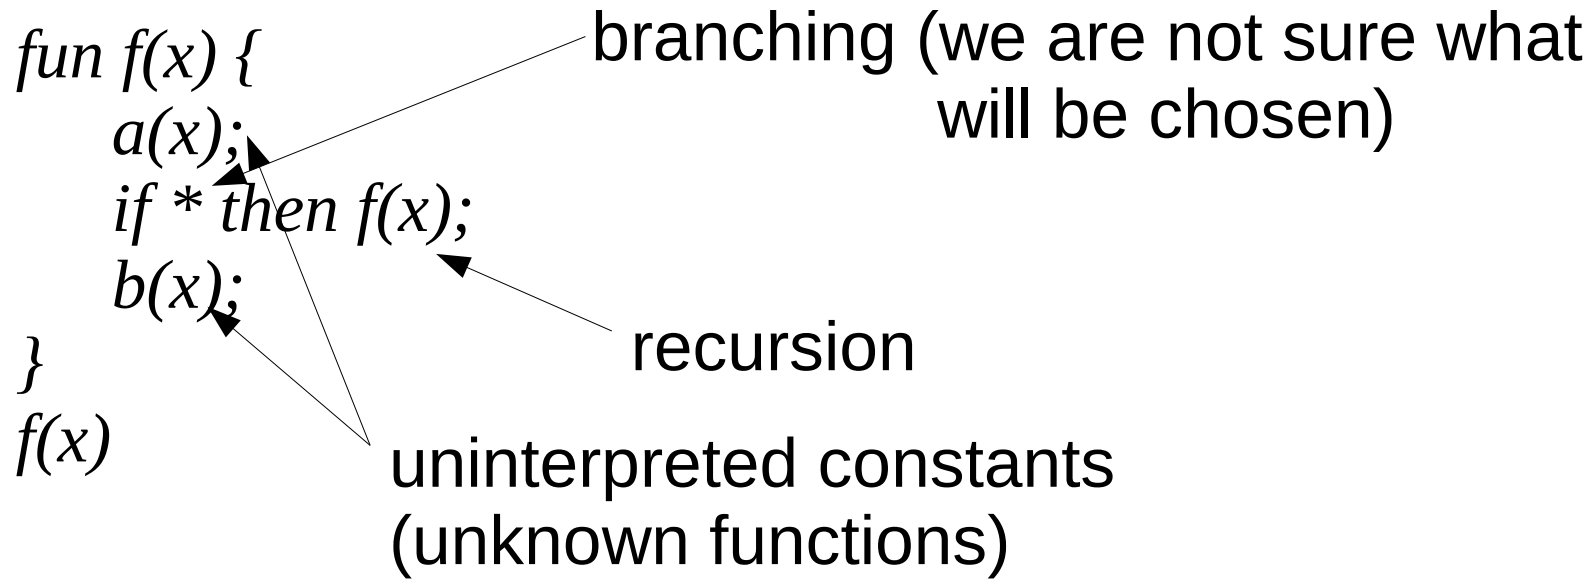 fun f(x) {
a(x);
if * then f(x);
b(x);
}
f(x)
branching (we are not sure what
will be chosen)
recursion
uninterpreted constants
(unknown functions)